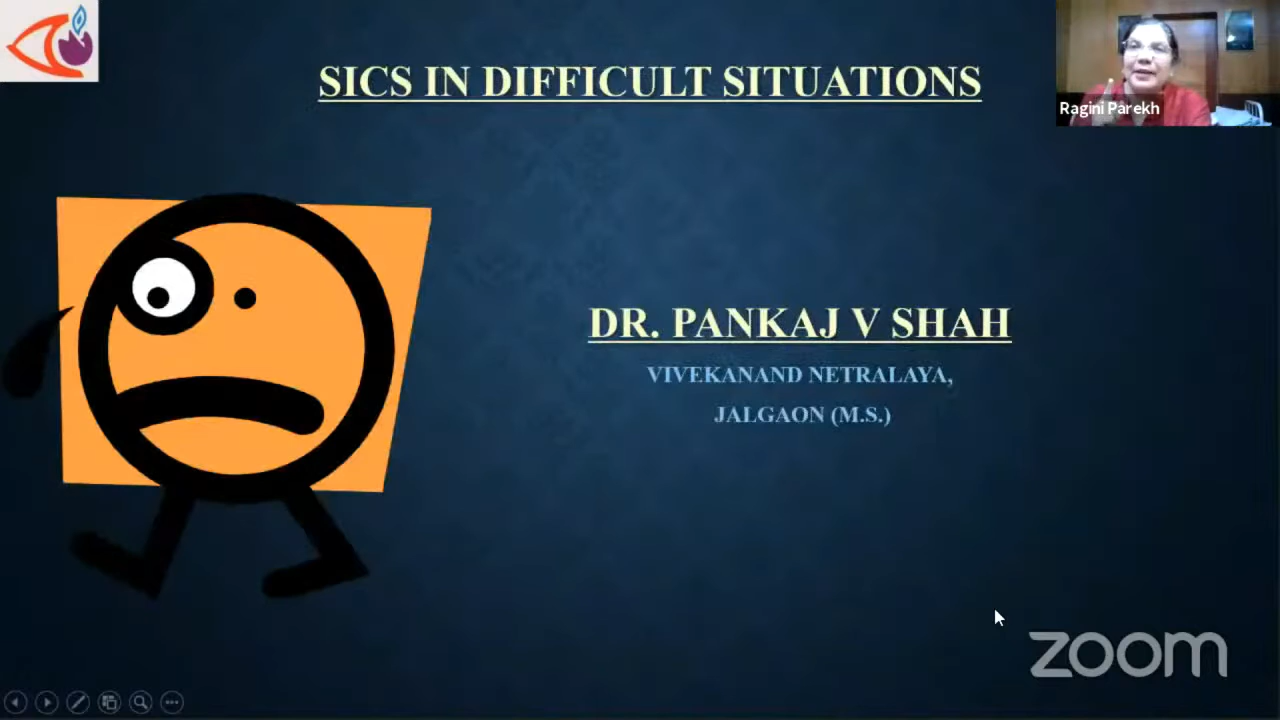 SICS IN DIFFICULT SITUATIONS
Ragini Parekh
DR. PANKAJ V SHAH
VIVEKANAND NETRALAYA,
JALGAON (M.S.)
zoom